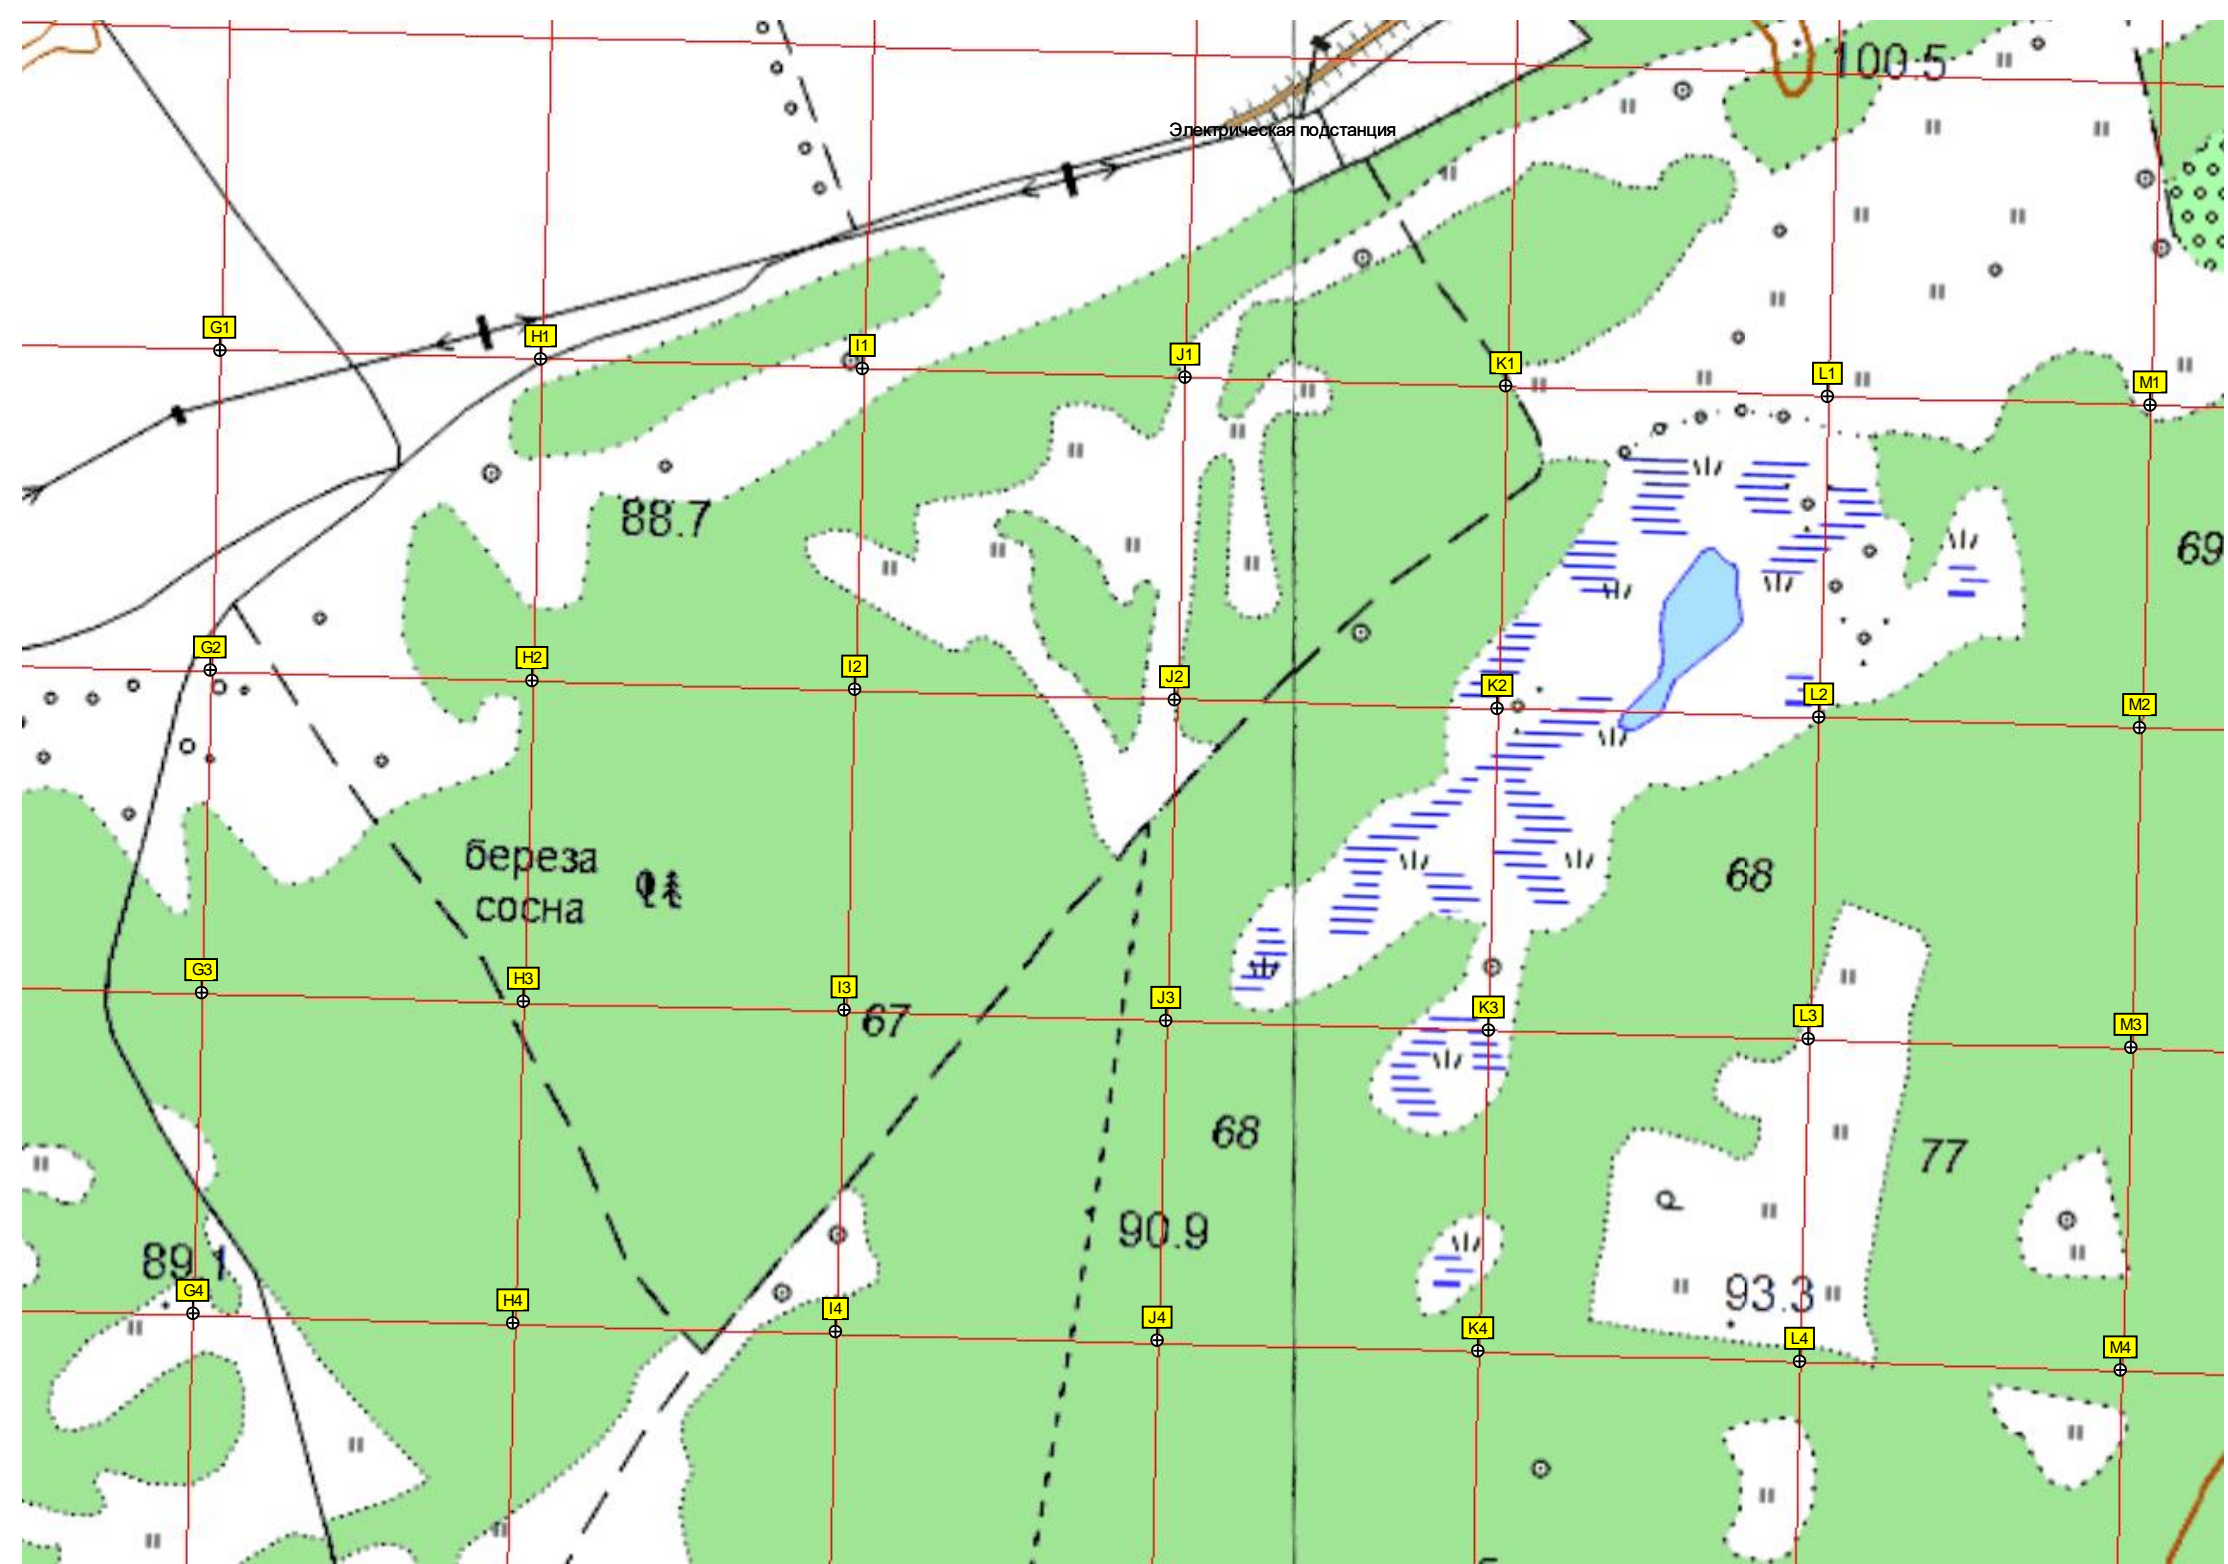 100.5
Электрическая подстанция
G1
H1
I1
J1
K1
L1
M1
88.7
69
G2
H2
I2
J2
K2
L2
M2
береза
сосна
68
G3
H3
I3
67
J3
K3
L3
M3
68
77
90.9
89.1
93.3
G4
H4
I4
J4
K4
L4
M4